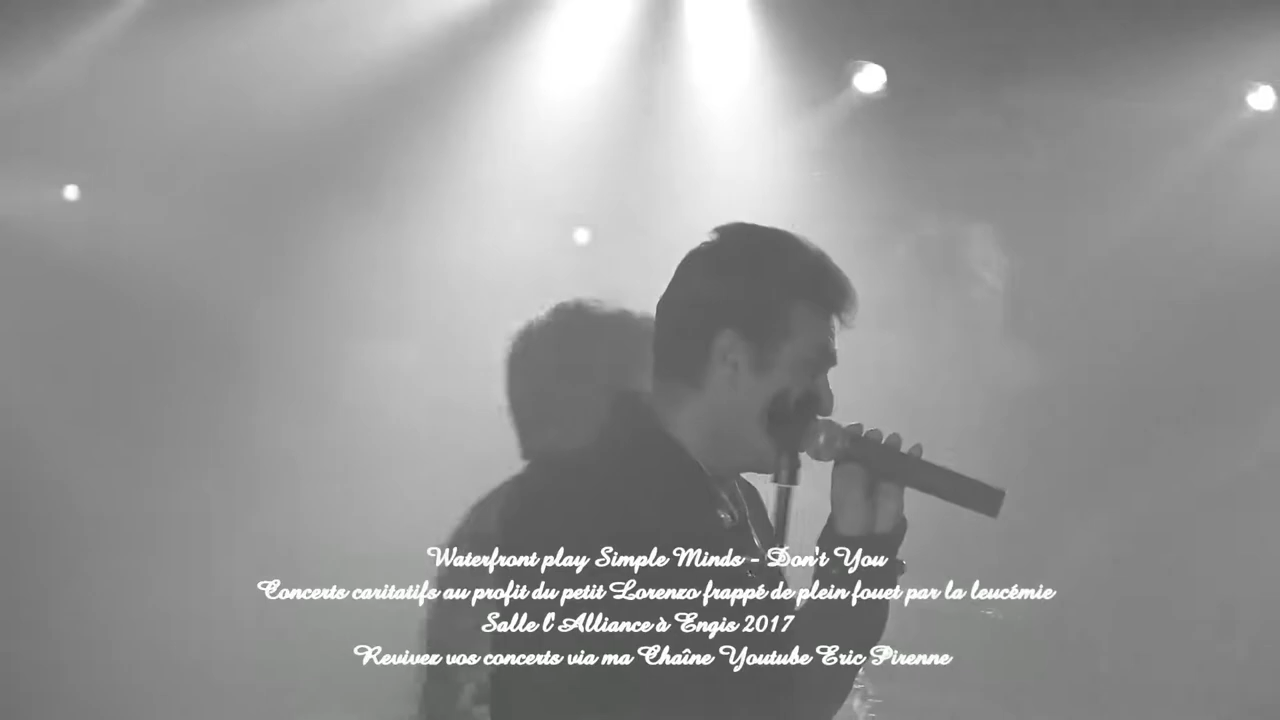 Waterfront play Simple Minds - Don't You
Concerts caritatifs au profit du petit Lorenzo frappé de plein fouet par la leucémie
Salle l'Alliance à Engis 2017
Revivez vos concerts via ma Chaîne Youtube Eric Pirenne